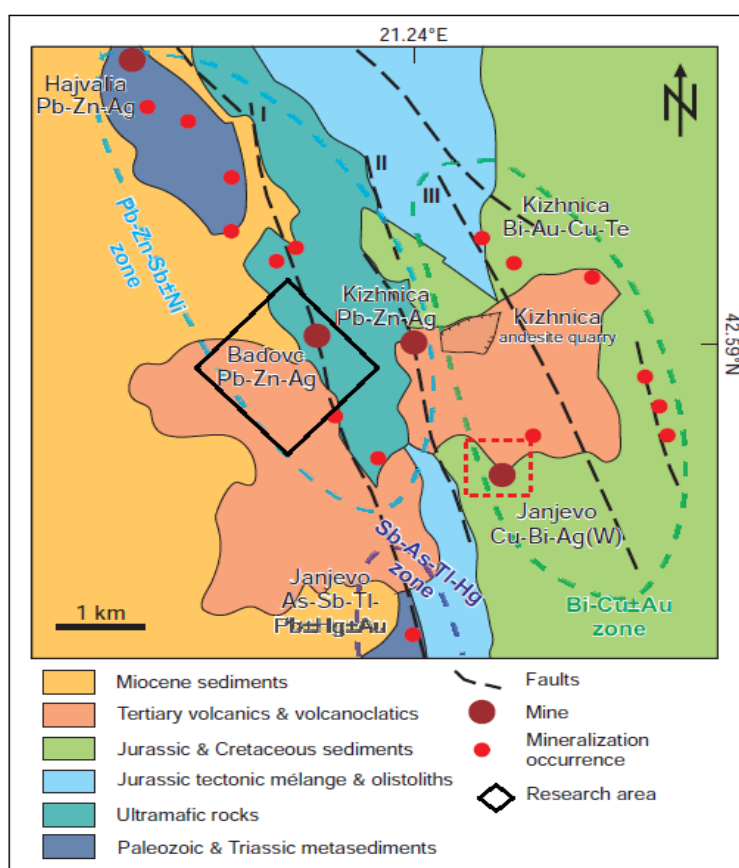 21.24°E
Hajvalia
Pb-Zn-Ag
I
N
II
III
Kizhnica
Bi-Au-Cu-Te
Pb-Zn-Sb±Ni
zone
Kizhnica
Pb-Zn-Ag
Kizhnica
andesite quarry
42.59°N
Badovc
Pb-Zn-Ag
Janjevo
Cu-Bi-Ag(W)
Sb-As-Tl-Hg
zone
Janjevo
As-Sb-Tl-
Pb±Hg±Au
Bi-Cu±Au
zone
1 km
Miocene sediments
Tertiary volcanics & volcanoclatics
Jurassic & Cretaceous sediments
Jurassic tectonic mélange & olistoliths
Ultramafic rocks
Paleozoic & Triassic metasediments
Faults
Mine
Mineralization
occurrence
Research area